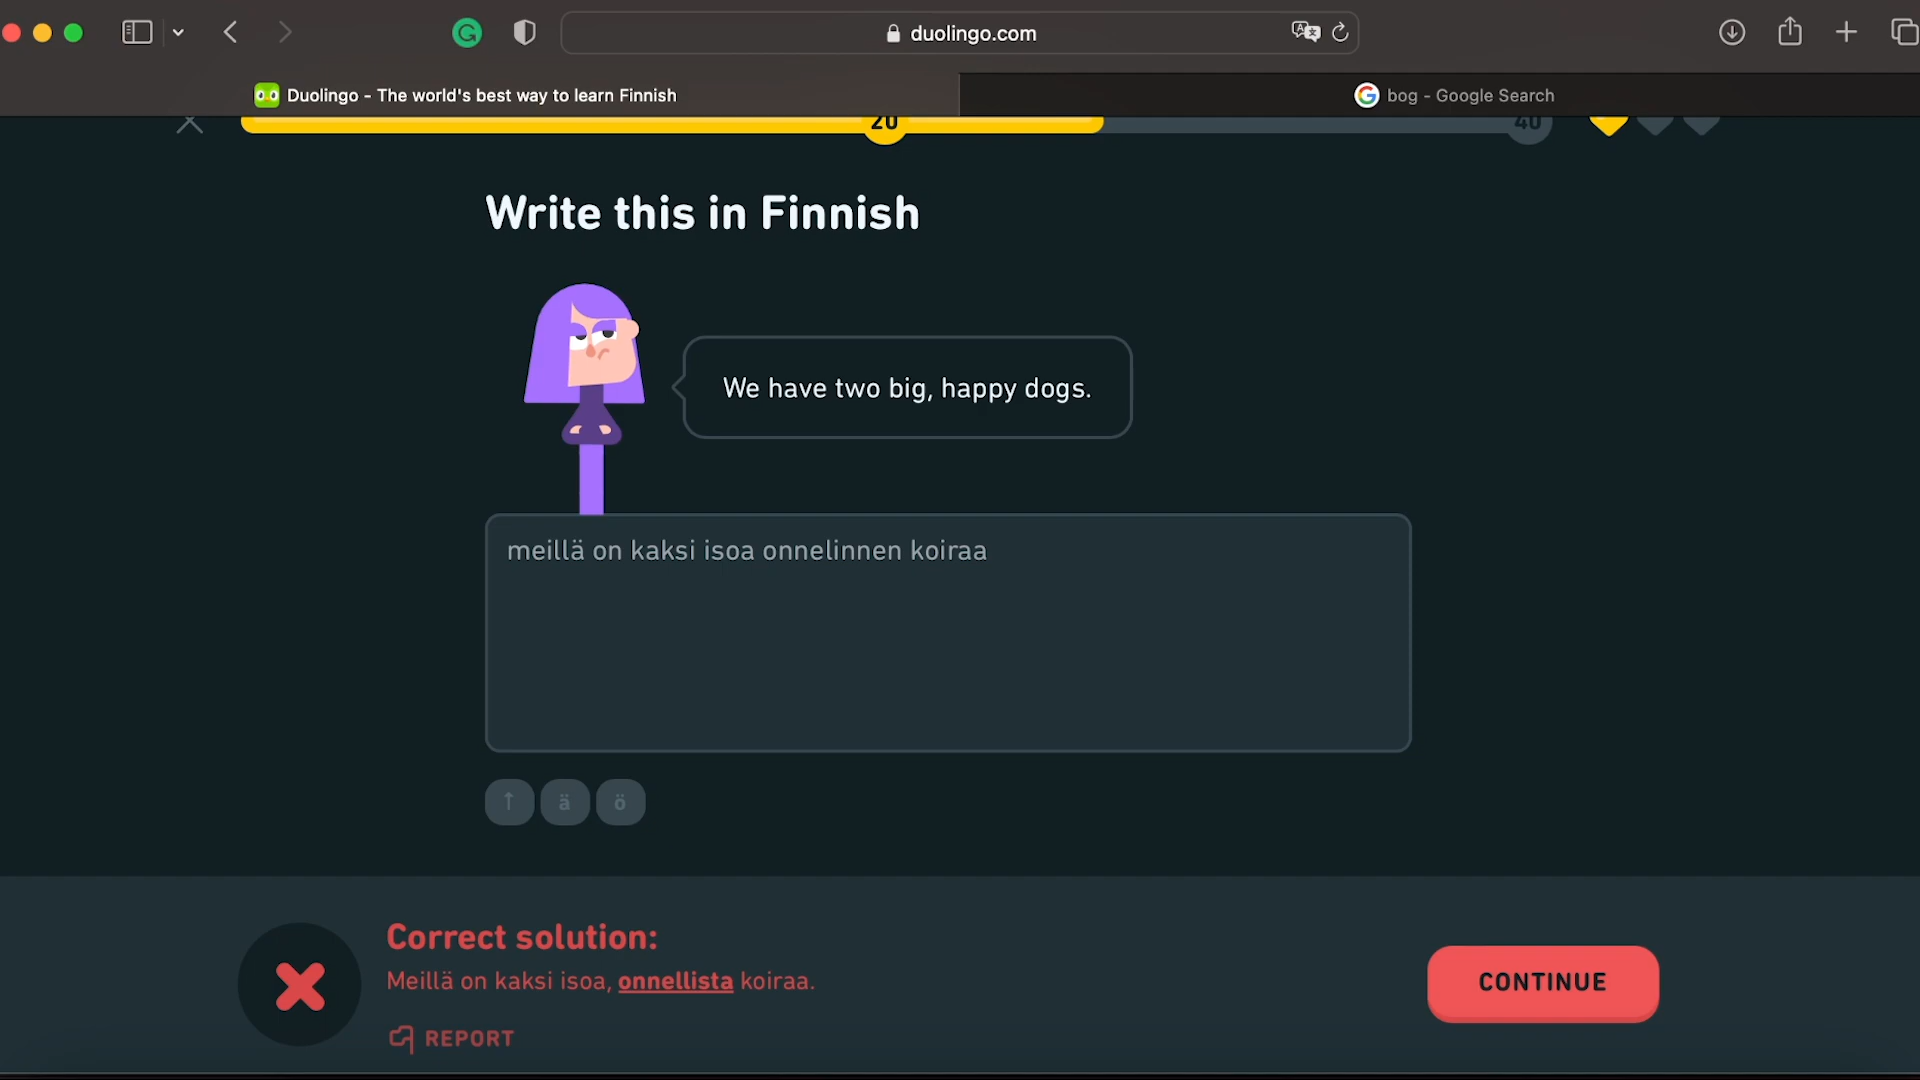 duolingo.com
Duolingo - The world's best way to learn Finnish
bog - Google Search
20
40
Write this in Finnish
We have two big, happy dogs.
meillä on kaksi isoa onnelinnen koiraa
↑ ä ö
Correct solution:
Meillä on kaksi isoa, onnellista koiraa.
REPORT
CONTINUE